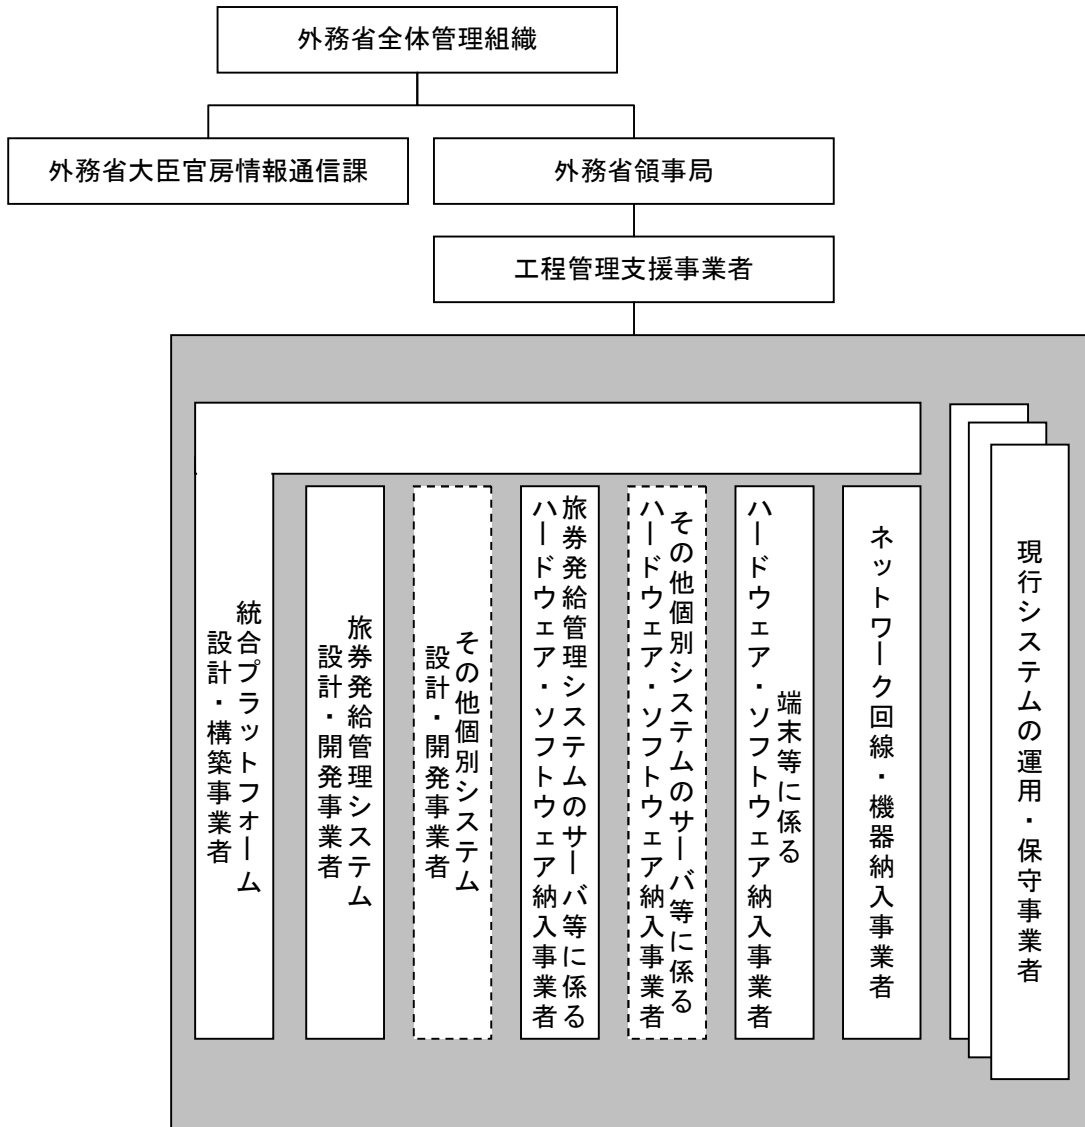 外務省全体管理組織
外務省大臣官房情報通信課
外務省領事局
工程管理支援事業者
統合プラットフォーム
設計・構築事業者
旅券発給管理システム
設計・開発事業者
その他個別システム
設計・開発事業者
旅券発給管理システムのサーバ等に係る
ハードウェア・ソフトウェア納入事業者
その他個別システムのサーバ等に係る
ハードウェア・ソフトウェア納入事業者
端末等に係る
ハードウェア・ソフトウェア納入事業者
ネットワーク回線・機器納入事業者
現行システムの運用・保守事業者